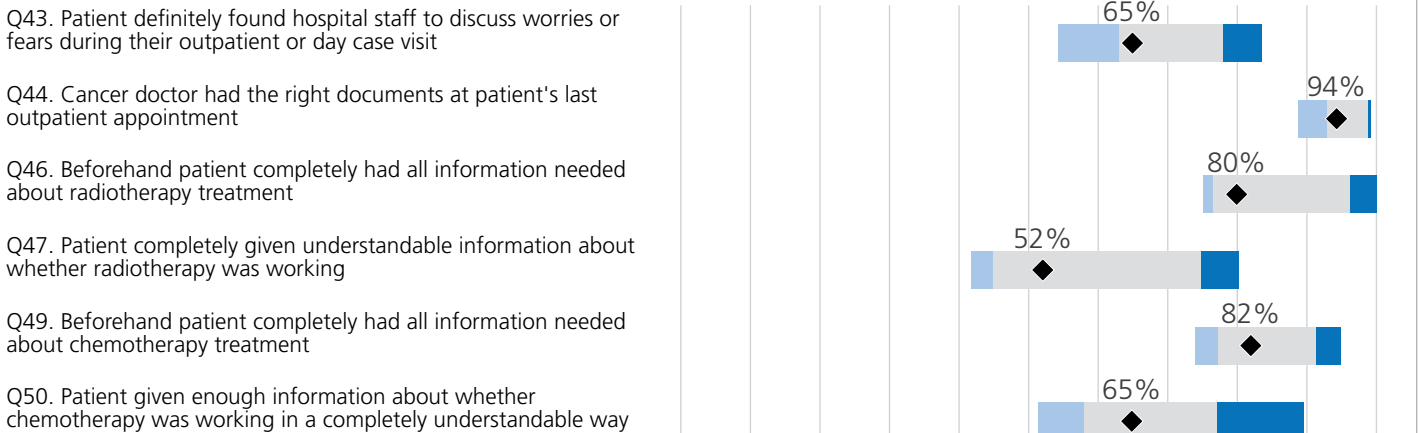 Q43. Patient definitely found hospital staff to discuss worries or
fears during their outpatient or day case visit
65%
Q44. Cancer doctor had the right documents at patient's last
outpatient appointment
94%
Q46. Beforehand patient completely had all information needed
about radiotherapy treatment
80%
Q47. Patient completely given understandable information about
whether radiotherapy was working
52%
Q49. Beforehand patient completely had all information needed
about chemotherapy treatment
82%
Q50. Patient given enough information about whether
chemotherapy was working in a completely understandable way
65%